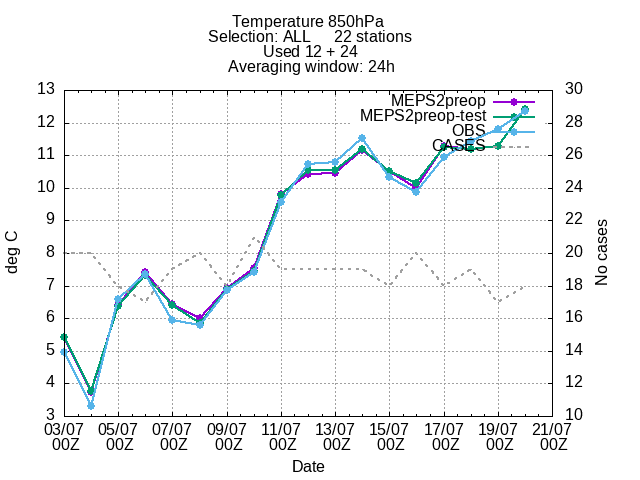 Temperature 850hPa
Selection: ALL 22 stations
Used 12 + 24
Averaging window: 24h
MEPS2preop
MEPS2preop-test
OBS
CASES
deg C
13
12
11
10
9
8
7
6
5
4
3
No cases
30
28
26
24
22
20
18
16
14
12
10
03/07 05/07 07/07 09/07 11/07 13/07 15/07 17/07 19/07 21/07
00Z 00Z 00Z 00Z 00Z 00Z 00Z 00Z 00Z 00Z
Date